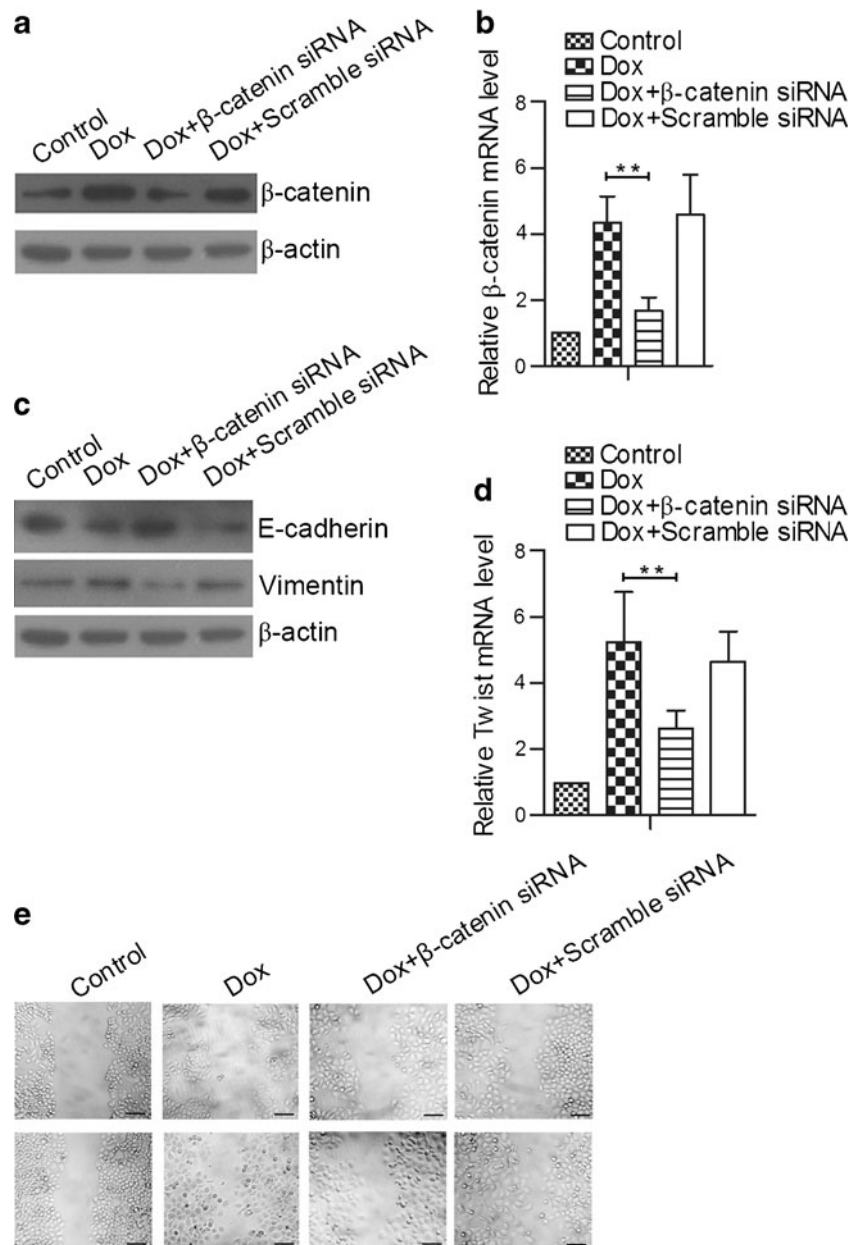 a
Control
Dox
Dox+β-catenin siRNA
Dox+Scramble siRNA
β-catenin
β-actin
b
Control
Dox
Dox+β-catenin siRNA
Dox+Scramble siRNA
Relative β-catenin mRNA level
8
6
4
2
0
**
c
Control
Dox
Dox+β-catenin siRNA
Dox+Scramble siRNA
E-cadherin
Vimentin
β-actin
d
Control
Dox
Dox+β-catenin siRNA
Dox+Scramble siRNA
Relative Tw ist mRNA level
8
6
4
2
0
**
e
Control
Dox
Dox+β-catenin siRNA
Dox+Scramble siRNA